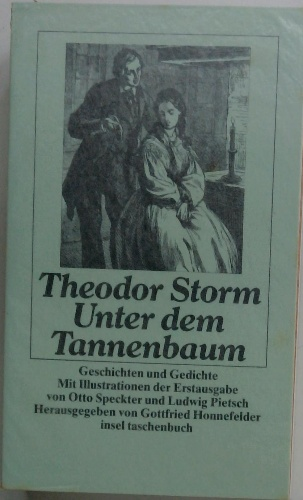 Theodor Storm
Unter dem
Tannenbaum
Geschichten und Gedichte
Mit Illustrationen der Erstausgabe
von Otto Speckter und Ludwig Pietsch
Herausgegeben von Gottfried Honnefelder
insel taschenbuch